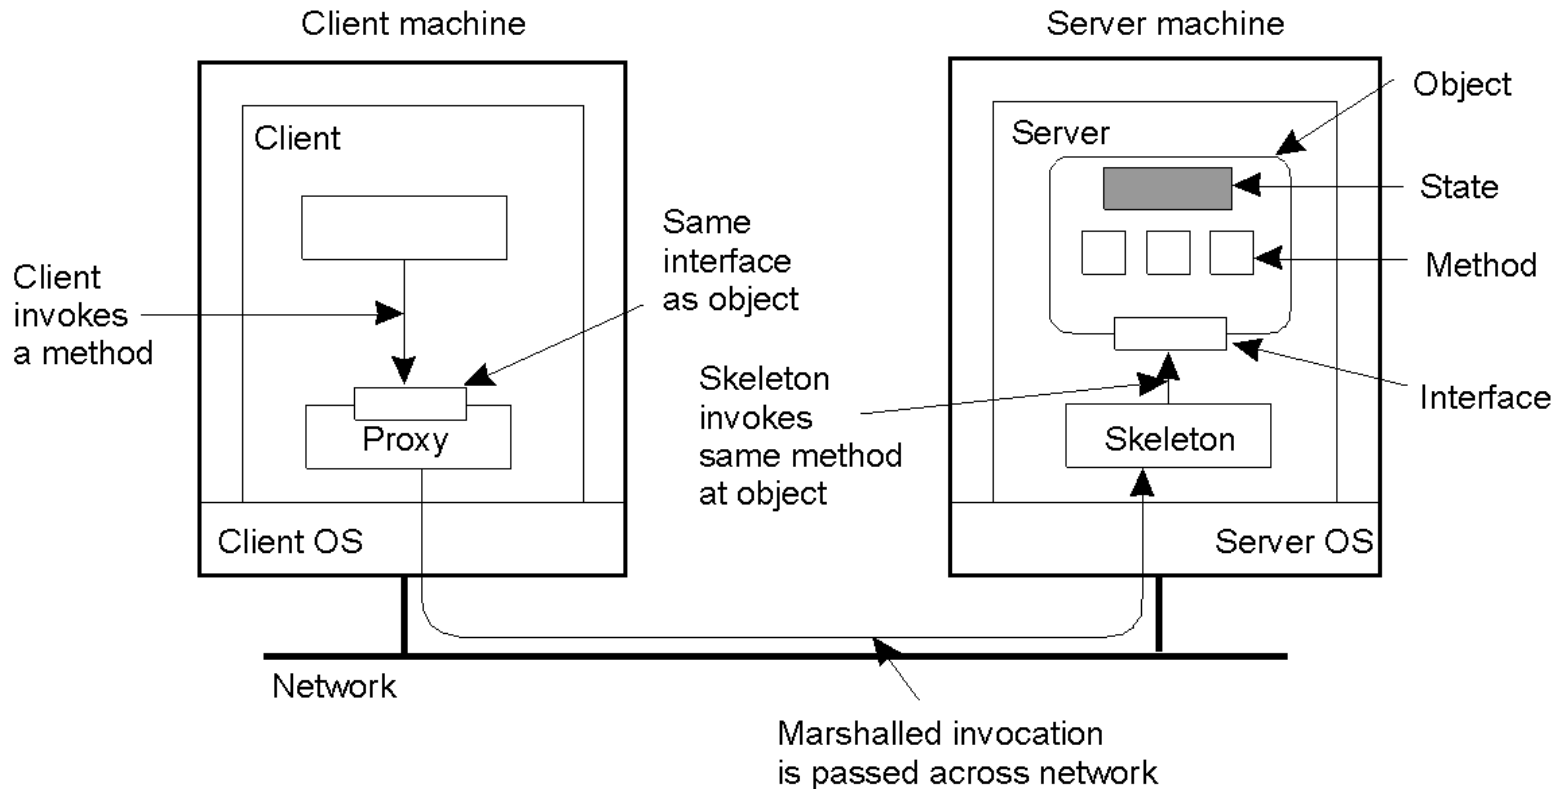 Client machine
Server machine
Object
Client
Server
State
Same
interface
as object
Method
Client
invokes
a method
Skeleton
invokes
same method
at object
Interface
Proxy
Skeleton
Client OS
Server OS
Network
Marshalled invocation
is passed across network